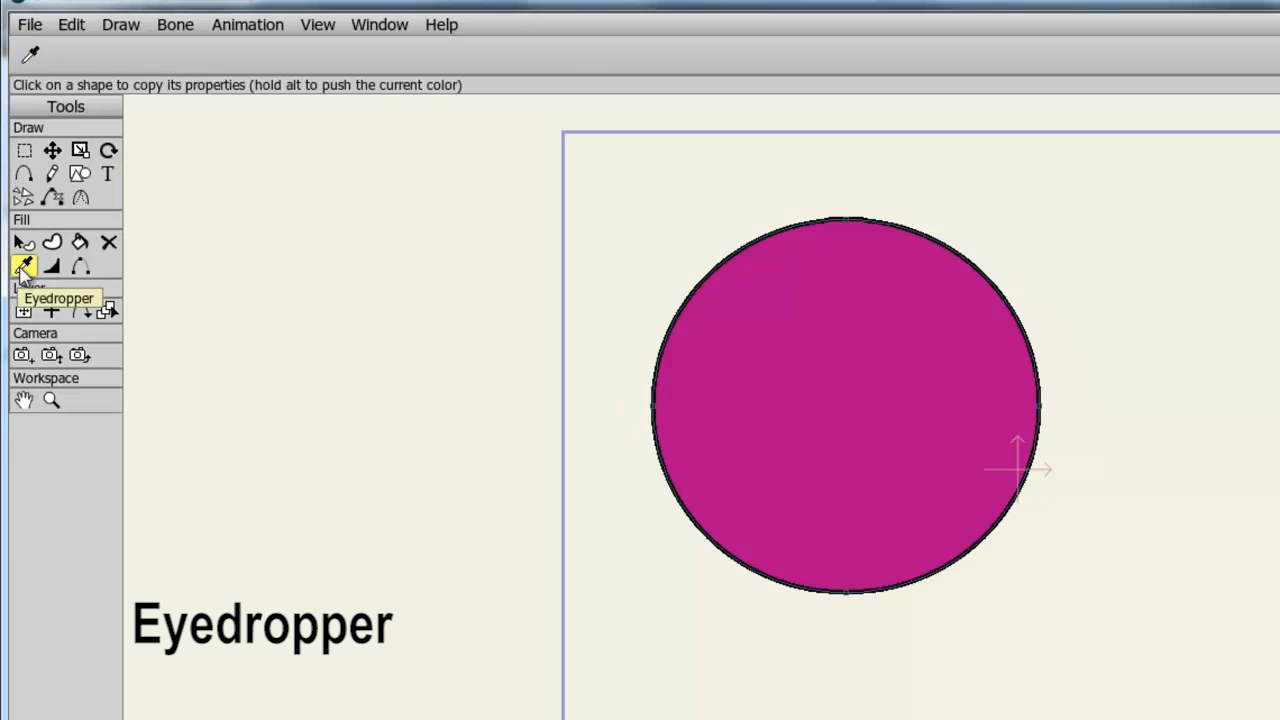 File Edit Draw Bone Animation View Window Help
Click on a shape to copy its properties (hold alt to push the current color)
Tools
Draw
T
Fill
Eyedropper
Camera
Workspace
Eyedropper